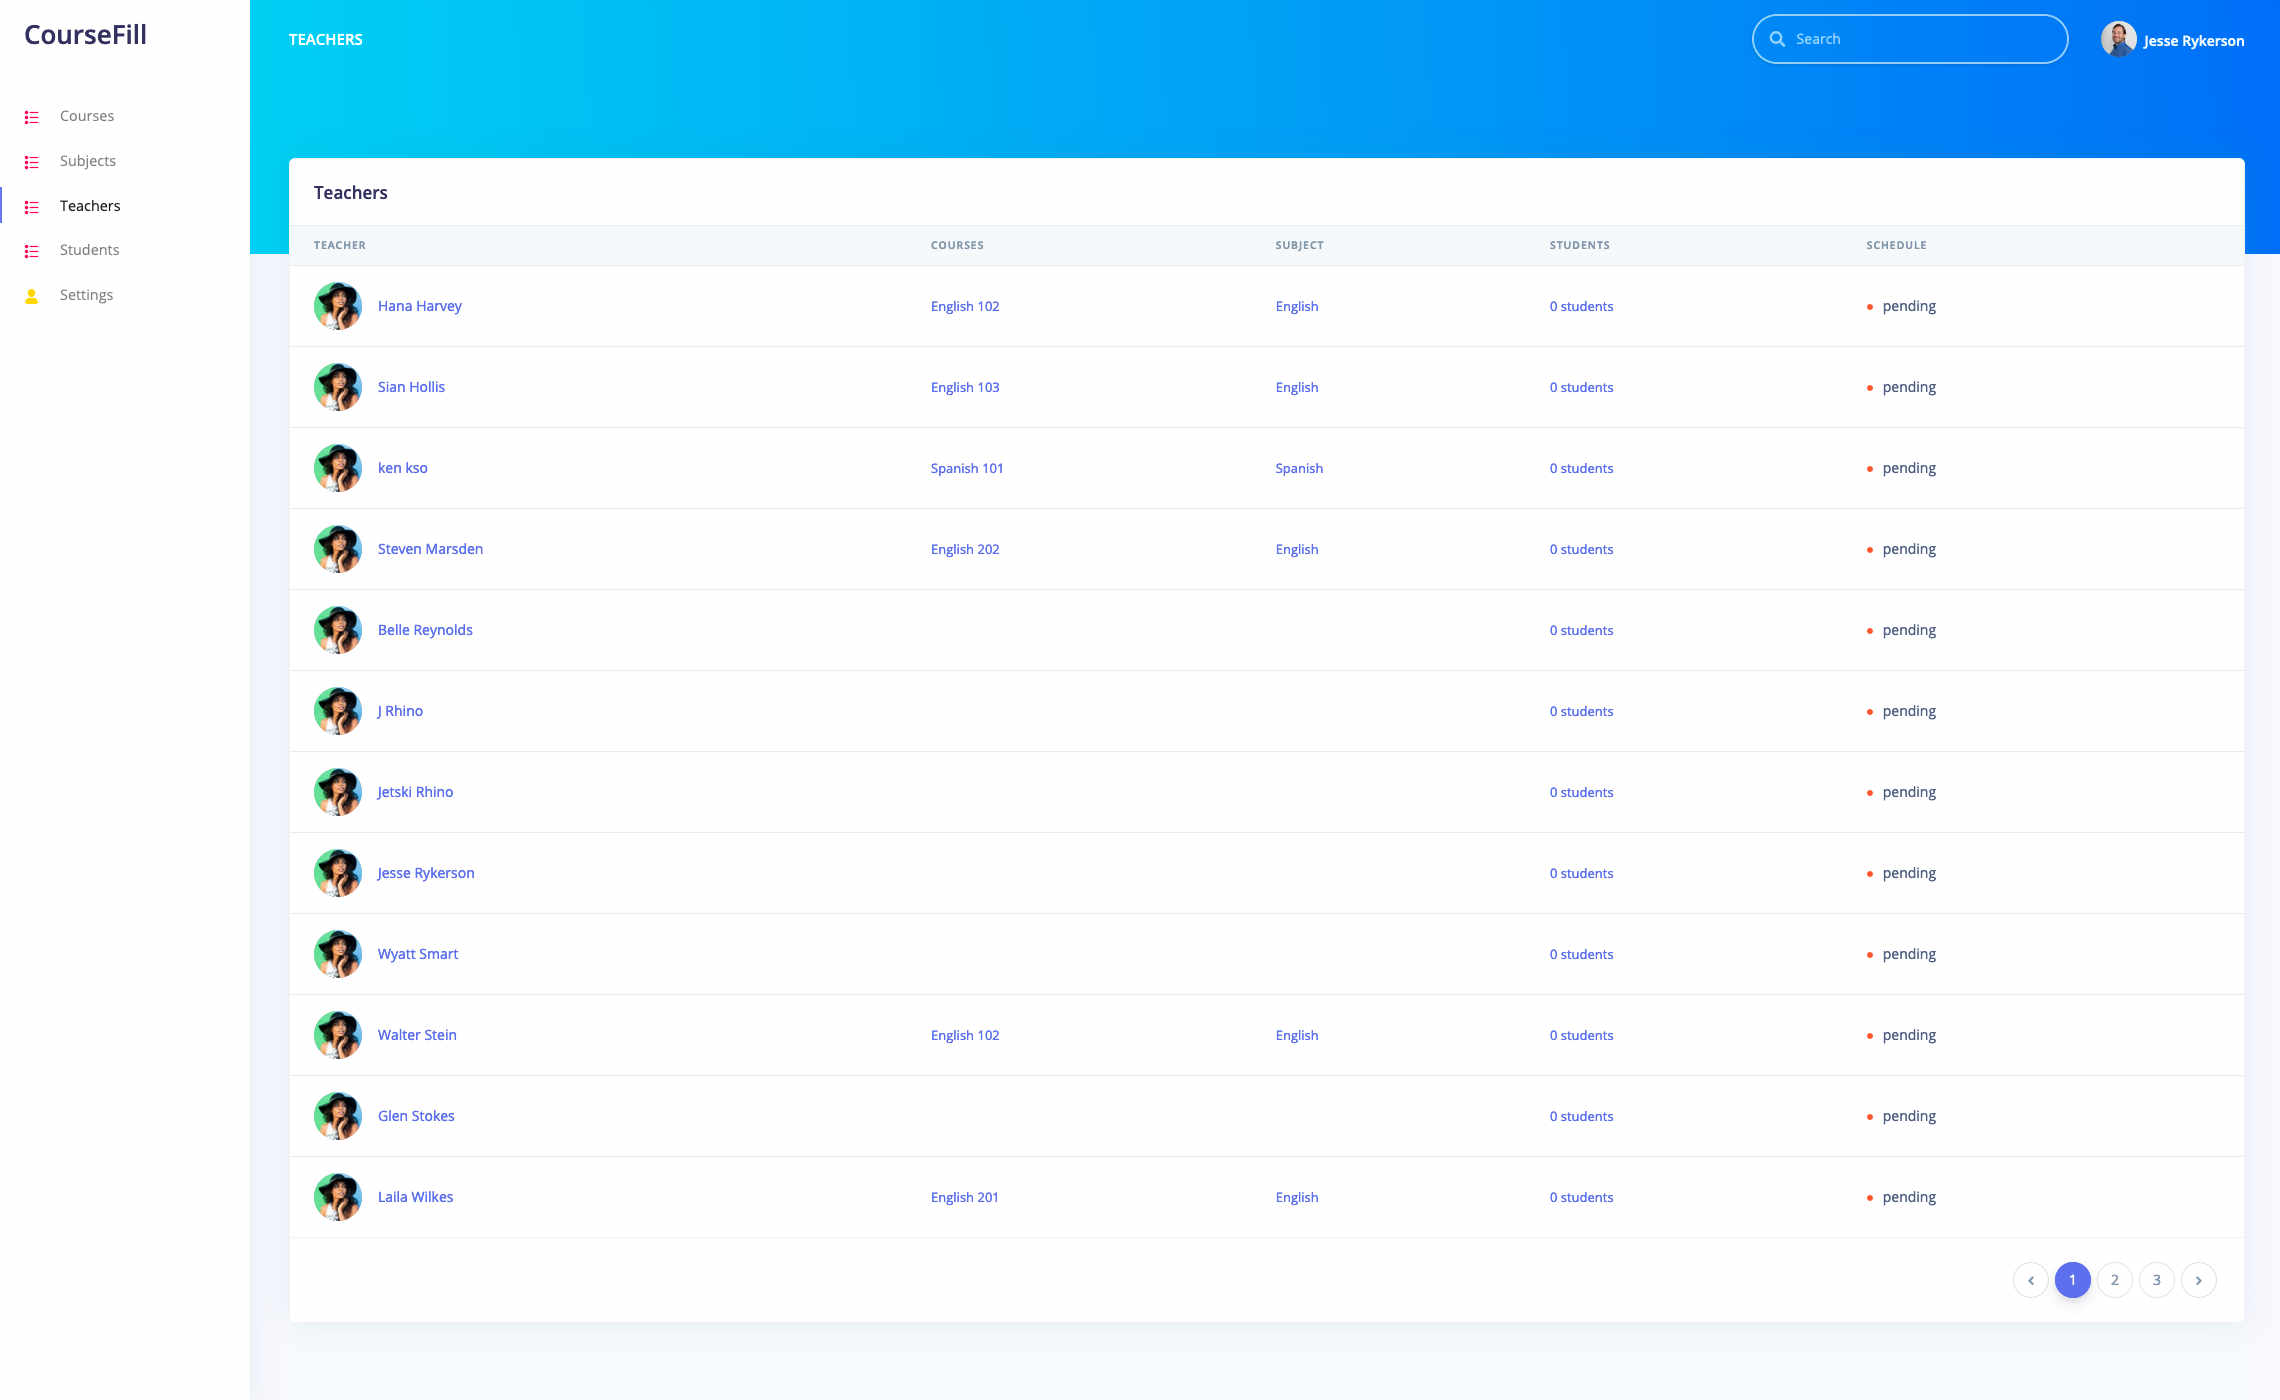 CourseFill
TEACHERS
Search
Jesse Rykerson
Courses
Subjects
Teachers
Students
Settings
Teachers
TEACHER COURSES SUBJECT STUDENTS SCHEDULE
Hana Harvey English 102 English 0 students pending
Sian Hollis English 103 English 0 students pending
ken kso Spanish 101 Spanish 0 students pending
Steven Marsden English 202 English 0 students pending
Belle Reynolds 0 students pending
J Rhino 0 students pending
Jetski Rhino 0 students pending
Jesse Rykerson 0 students pending
Wyatt Smart 0 students pending
Walter Stein English 102 English 0 students pending
Glen Stokes 0 students pending
Laila Wilkes English 201 English 0 students pending
1 2 3